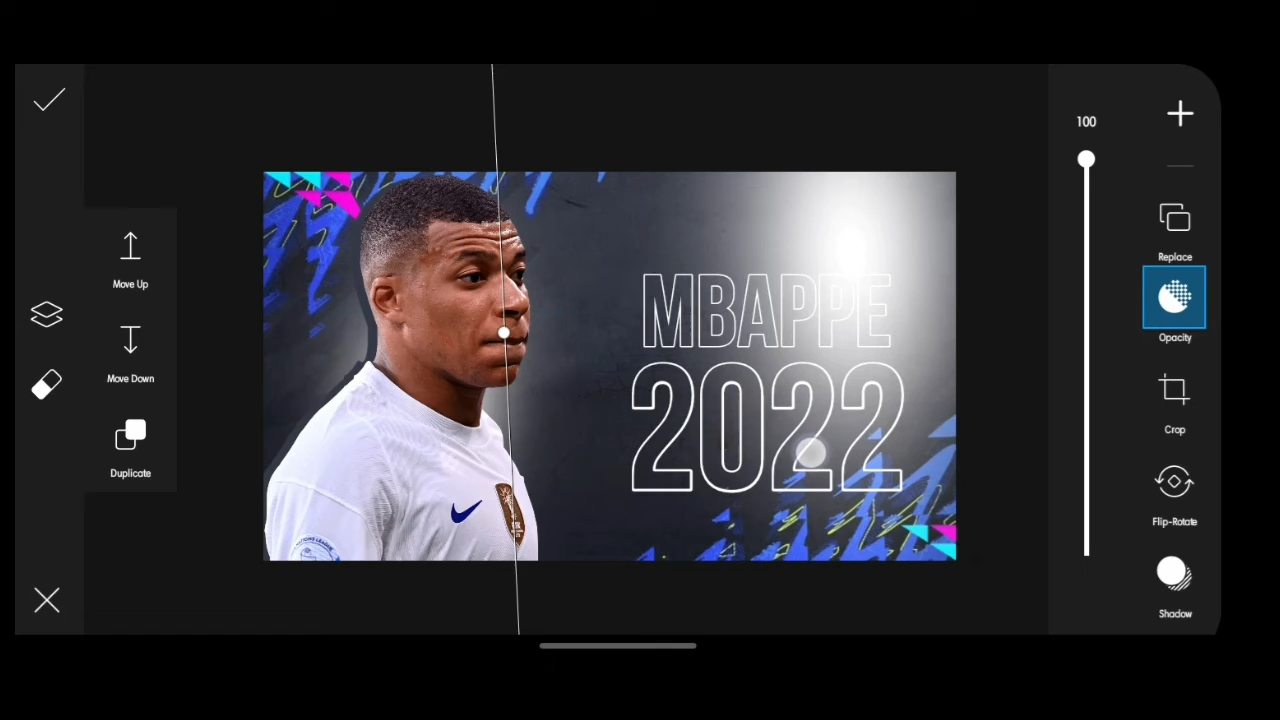 100
Replace
Opacity
Crop
Flip-Rotate
Shadow
Move Up
Move Down
Duplicate
MBAPPE
2022